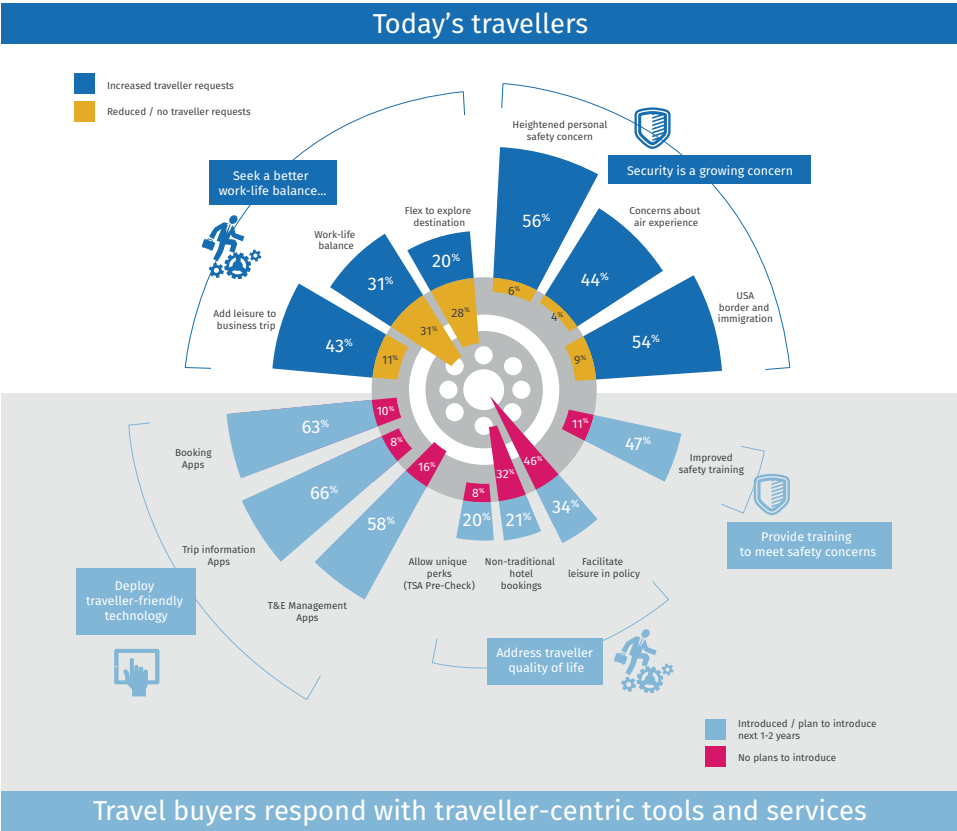 Today’s travellers
Increased traveller requests
Reduced / no traveller requests
Seek a better
work-life balance...
Security is a growing concern
Heightened personal
safety concern
56%
6%
Concerns about
air experience
44%
4%
USA
border and
immigration
54%
9%
Flex to explore
destination
20%
28%
Work-life
balance
31%
31%
Add leisure to
business trip
43%
11%
Booking
Apps
63%
10%
Trip information
Apps
66%
8%
T&E Management
Apps
58%
16%
Allow unique
perks
(TSA Pre-Check)
20%
8%
Non-traditional
hotel
bookings
21%
32%
Facilitate
leisure in policy
34%
46%
Improved
safety training
47%
11%
Provide training
to meet safety concerns
Deploy
traveller-friendly
technology
Address traveller
quality of life
Introduced / plan to introduce
next 1-2 years
No plans to introduce
Travel buyers respond with traveller-centric tools and services